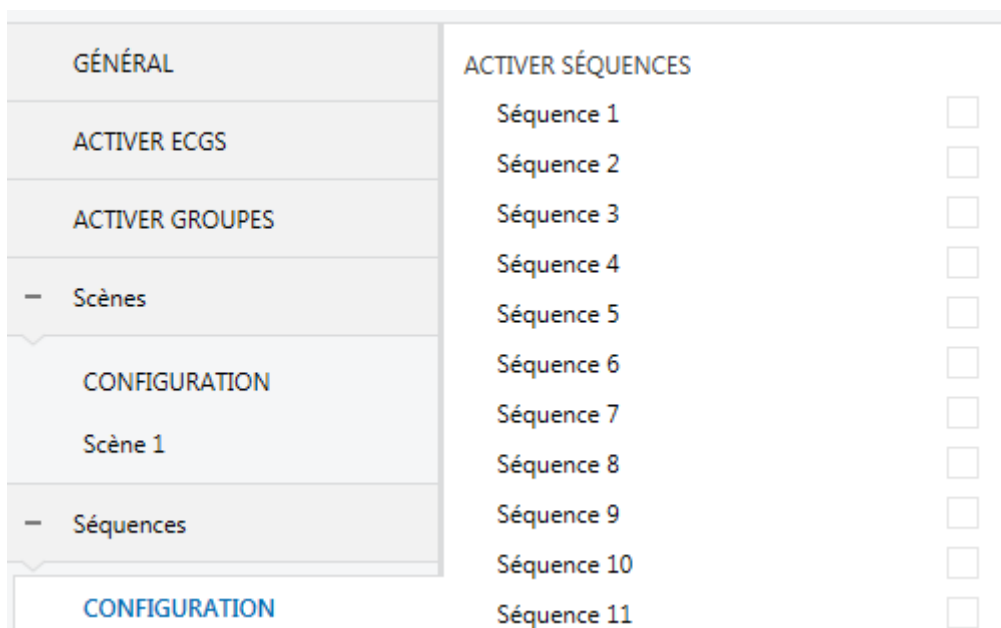 GÉNÉRAL
ACTIVER ECGS
ACTIVER GROUPES
Scènes
CONFIGURATION
Scène 1
Séquences
CONFIGURATION
ACTIVER SÉQUENCES
Séquence 1
Séquence 2
Séquence 3
Séquence 4
Séquence 5
Séquence 6
Séquence 7
Séquence 8
Séquence 9
Séquence 10
Séquence 11